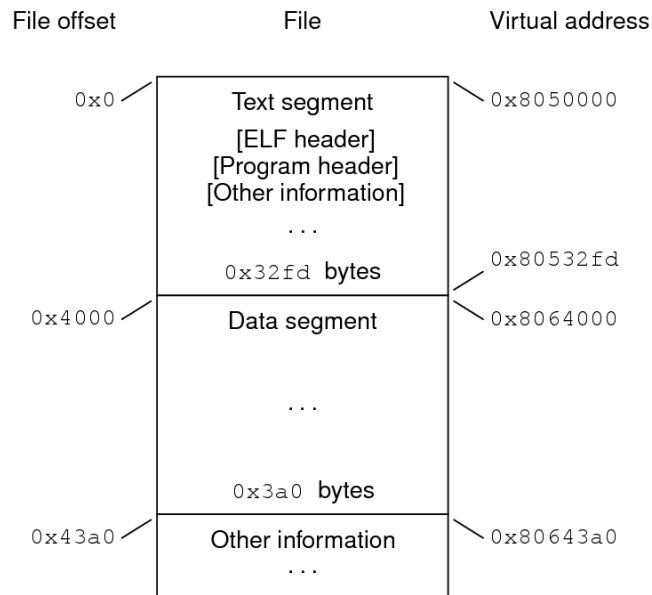 File offset File Virtual address
0x0 Text segment 0x8050000
[ELF header]
[Program header]
[Other information]
...
0x80532fd
0x32fd bytes
0x4000 Data segment 0x8064000
...
0x3a0 bytes
0x43a0 Other information 0x80643a0
...